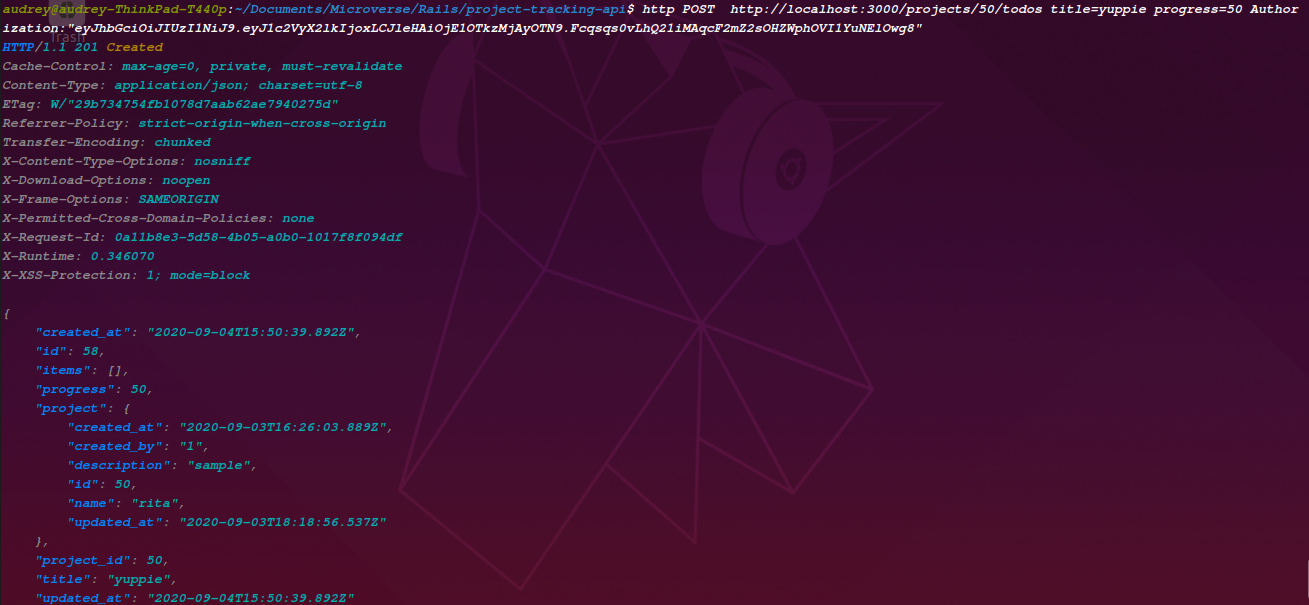 audrey@audrey-ThinkPad-T440p:~/Documents/Microverse/Rails/project-tracking-api$ http POST  http://localhost:3000/projects/50/todos title=yuppie progress=50 Author
ization:"eyJhbGciOiJIUzI1NiJ9.eyJ1c2VyX2lkIjoxLCJleHAiOjE1OTkzMjAyOTN9.Fcqsqs0vLhQ2liMAqcF2mZ2sOHZWphOVI1YuNElOwg8"
Trash
HTTP/1.1 201 Created
Cache-Control: max-age=0, private, must-revalidate
Content-Type: application/json; charset=utf-8
ETag: W/"29b734754fb1078d7aab62ae7940275d"
Referrer-Policy: strict-origin-when-cross-origin
Transfer-Encoding: chunked
X-Content-Type-Options: nosniff
X-Download-Options: noopen
X-Frame-Options: SAMEORIGIN
X-Permitted-Cross-Domain-Policies: none
X-Request-Id: 0a11b8e3-5d58-4b05-a0b0-1017f8f094df
X-Runtime: 0.346070
X-XSS-Protection: 1; mode=block
{
    "created_at": "2020-09-04T15:50:39.892Z",
    "id": 58,
    "items": [],
    "progress": 50,
    "project": {
        "created_at": "2020-09-03T16:26:03.889Z",
        "created_by": "1",
        "description": "sample",
        "id": 50,
        "name": "rita",
        "updated_at": "2020-09-03T18:18:56.537Z"
    },
    "project_id": 50,
    "title": "yuppie",
    "updated_at": "2020-09-04T15:50:39.892Z"